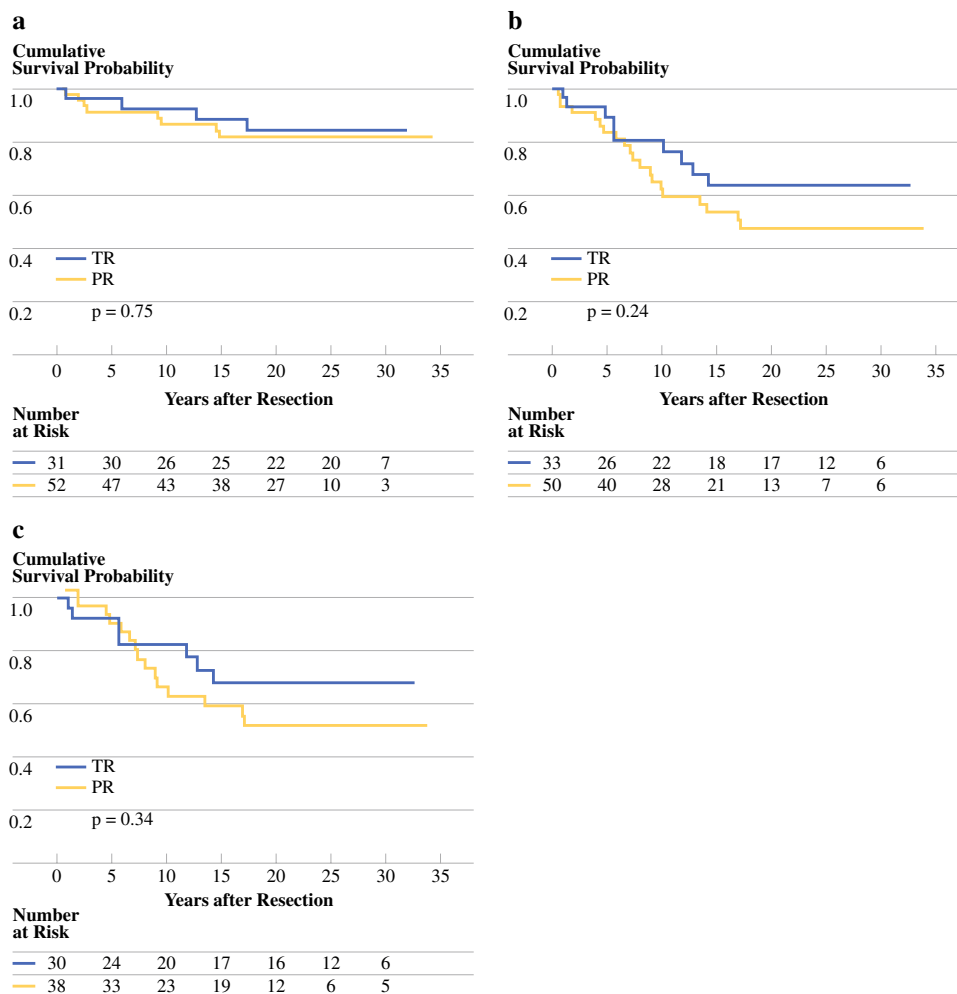 a
Cumulative
Survival Probability
1.0
0.8
0.6
0.4
0.2
TR
PR
p = 0.75
0 5 10 15 20 25 30 35
Years after Resection
Number
at Risk
31 30 26 25 22 20 7
52 47 43 38 27 10 3
b
Cumulative
Survival Probability
1.0
0.8
0.6
0.4
0.2
TR
PR
p = 0.24
0 5 10 15 20 25 30 35
Years after Resection
Number
at Risk
33 26 22 18 17 12 6
50 40 28 21 13 7 6
c
Cumulative
Survival Probability
1.0
0.8
0.6
0.4
0.2
TR
PR
p = 0.34
0 5 10 15 20 25 30 35
Years after Resection
Number
at Risk
30 24 20 17 16 12 6
38 33 23 19 12 6 5